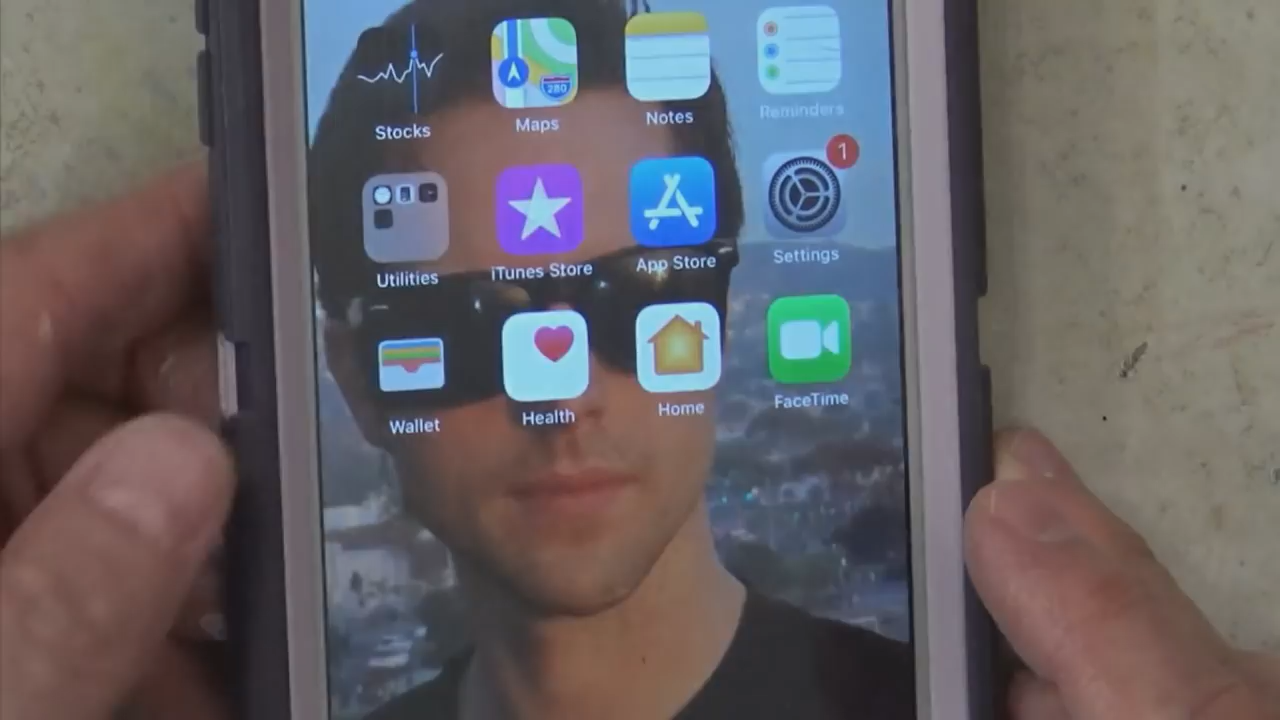 280
Stocks
Maps
Notes
Reminders
1
Utilities
iTunes Store
App Store
Settings
Wallet
Health
Home
FaceTime